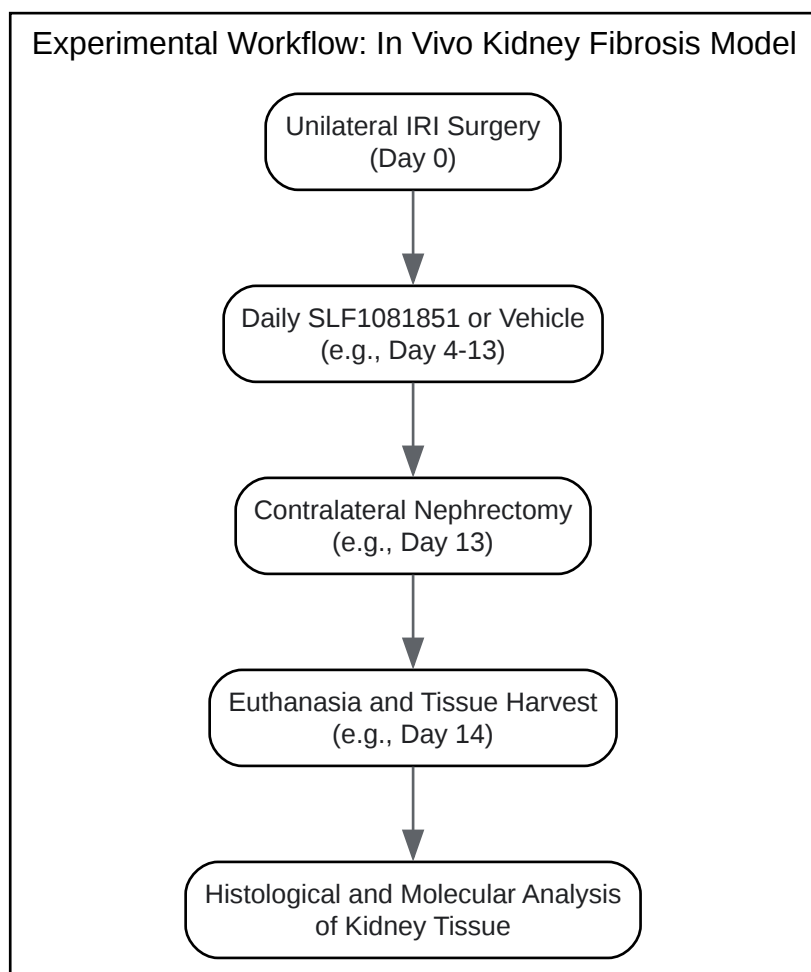 Experimental Workflow: In Vivo Kidney Fibrosis Model
Unilateral IRI Surgery
(Day 0)
Daily SLF1081851 or Vehicle
(e.g., Day 4-13)
Contralateral Nephrectomy
(e.g., Day 13)
Euthanasia and Tissue Harvest
(e.g., Day 14)
Histological and Molecular Analysis
of Kidney Tissue